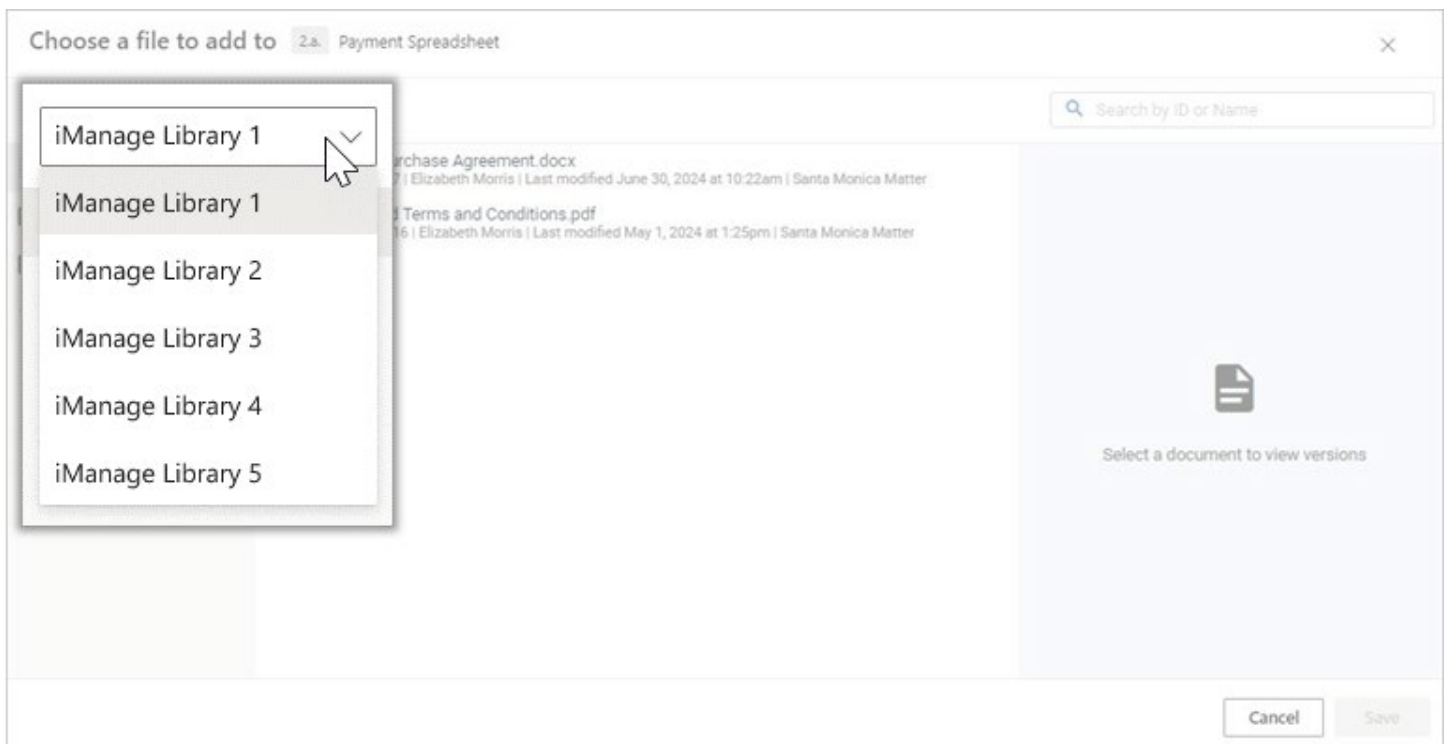 Choose a file to add to 2.a. Payment Spreadsheet
iManage Library 1
Search by ID or Name
iManage Library 1
iManage Library 2
iManage Library 3
iManage Library 4
iManage Library 5
Agreement.docx
7 | Elizabeth Morris | Last modified June 30, 2024 at 10:22am | Santa Monica Matter
Terms and Conditions.pdf
16 | Elizabeth Morris | Last modified May 1, 2024 at 1:25pm | Santa Monica Matter
Select a document to view versions
Cancel
Save